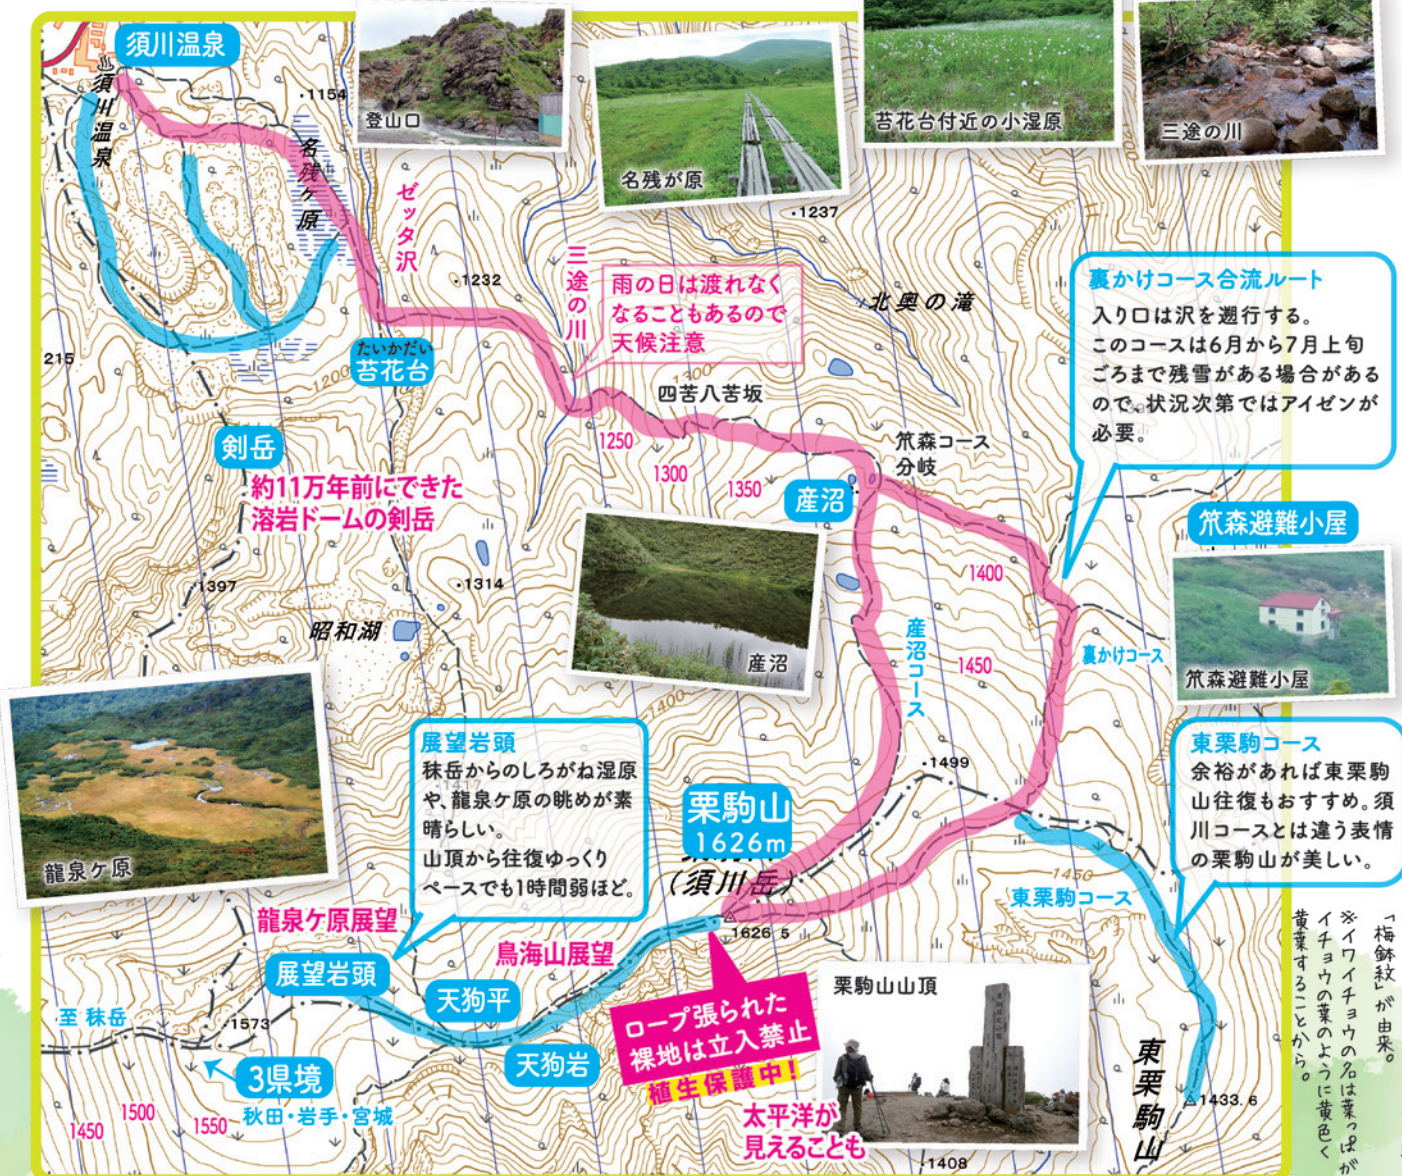 須川温泉
須川温泉
・1154
登山口
名残が原
苔花台付近の小湿原
三途の川
名残ヶ原
ゼッタ沢
・1237
・1232
三途の川
雨の日は渡れなく
なることもあるので
天候注意
北奥の滝
裏かけコース合流ルート
入り口は沢を遡行する。
このコースは6月から7月上旬
ごろまで残雪がある場合がある
ので、状況次第ではアイゼンが
必要。
215
たいかだい
苔花台
1200
1300
四苦八苦坂
剣岳
約11万年前にできた
溶岩ドームの剣岳
1250
1300
1350
笊森コース
分岐
産沼
笊森避難小屋
・1397
・1314
昭和湖
産沼
1400
産沼コース
1450
裏かけコース
笊森避難小屋
1400
龍泉ケ原
展望岩頭
秣岳からのしろがね湿原
や、龍泉ケ原の眺めが素
晴らしい。
山頂から往復ゆっくり
ペースでも1時間弱ほど。
栗駒山
1626m
(須川岳)
・1499
東栗駒コース
余裕があれば東栗駒
山往復もおすすめ。須
川コースとは違う表情
の栗駒山が美しい。
1450
東栗駒コース
龍泉ケ原展望
展望岩頭
鳥海山展望
天狗平
天狗岩
1626.5
ロープ張られた
裸地は立入禁止
植生保護中!
栗駒山山頂
太平洋が
見えることも
至 秣岳
・1573
3県境
秋田・岩手・宮城
1450
1500
1550
東栗駒山
1433.6
・1408
「梅鉢紋」が由来。
※イワイチョウの名は葉っぱが
イチョウの葉のように黄色く
黄葉することから。